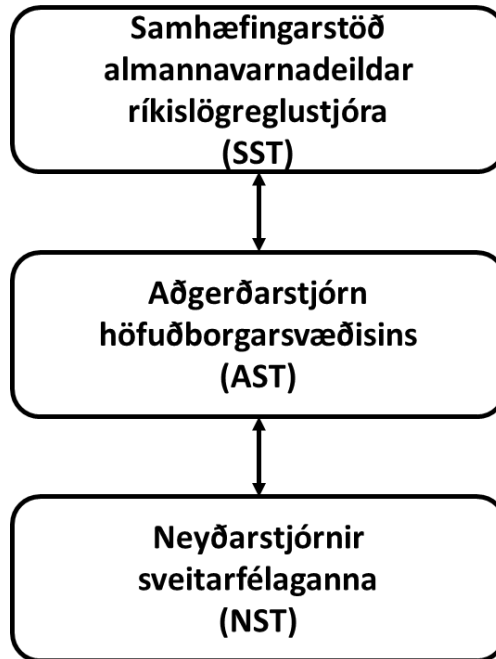 Samhæfingarstöð
almannavarnadeildar
ríkislögreglustjóra
(SST)
Aðgerðarstjórn
höfuðborgarsvæðisins
(AST)
Neyðarstjórnir
sveitarfélaganna
(NST)